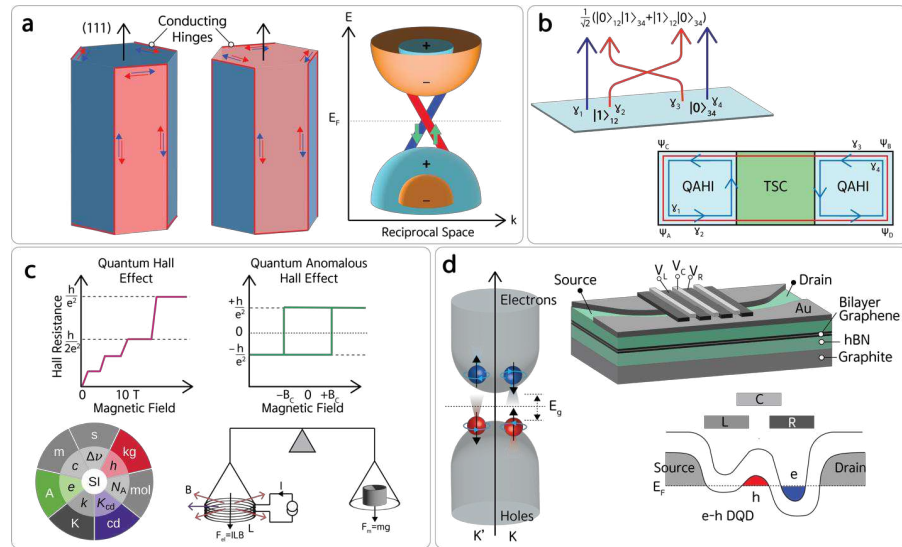 a
(111)
Conducting
Hinges
E
+
−
E_F
+
−
k
Reciprocal Space
b
1/√2 (|0⟩₁₂|1⟩₃₄+|1⟩₁₂|0⟩₃₄)
γ₁ |1⟩₁₂ γ₂ γ₃ |0⟩₃₄ γ₄
Ψ_C γ₃ Ψ_B
γ₄
QAHI TSC QAHI
γ₁
Ψ_A γ₂ Ψ_D
c
Quantum Hall
Effect
Hall Resistance
h/e²
h/2e²
0 10 T
Magnetic Field
Quantum Anomalous
Hall Effect
+h/e²
0
−h/e²
−B_C 0 +B_C
Magnetic Field
s
m kg
Δν
c h
A e SI N_A mol
k K_cd
K cd
B I
L
F_el=ILB
F_m=mg
d
Electrons
E_g
Holes
K' K
V_L V_C V_R
Source Drain
Au
Bilayer
Graphene
hBN
Graphite
C
L R
Source e Drain
E_F
h
e-h DQD